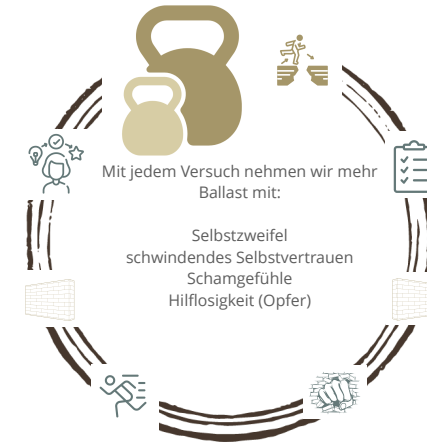 Mit jedem Versuch nehmen wir mehr
Ballast mit:
Selbstzweifel
schwindendes Selbstvertrauen
Schamgefühle
Hilflosigkeit (Opfer)